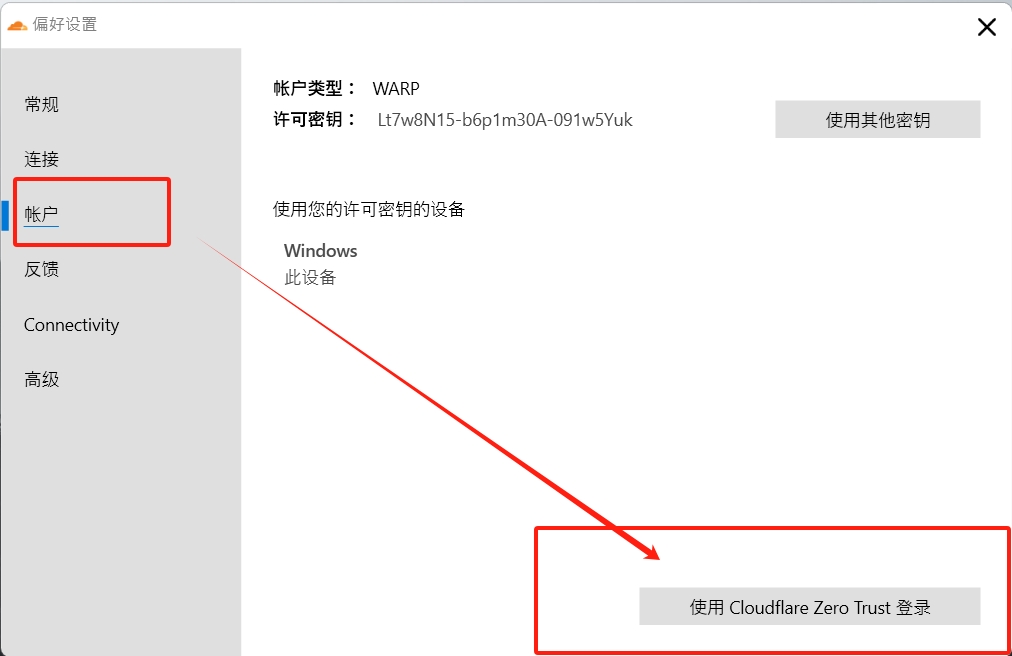 偏好设置
常规
连接
帐户
反馈
Connectivity
高级
帐户类型： WARP
许可密钥： Lt7w8N15-b6p1m30A-091w5Yuk
使用其他密钥
使用您的许可密钥的设备
Windows
此设备
使用 Cloudflare Zero Trust 登录